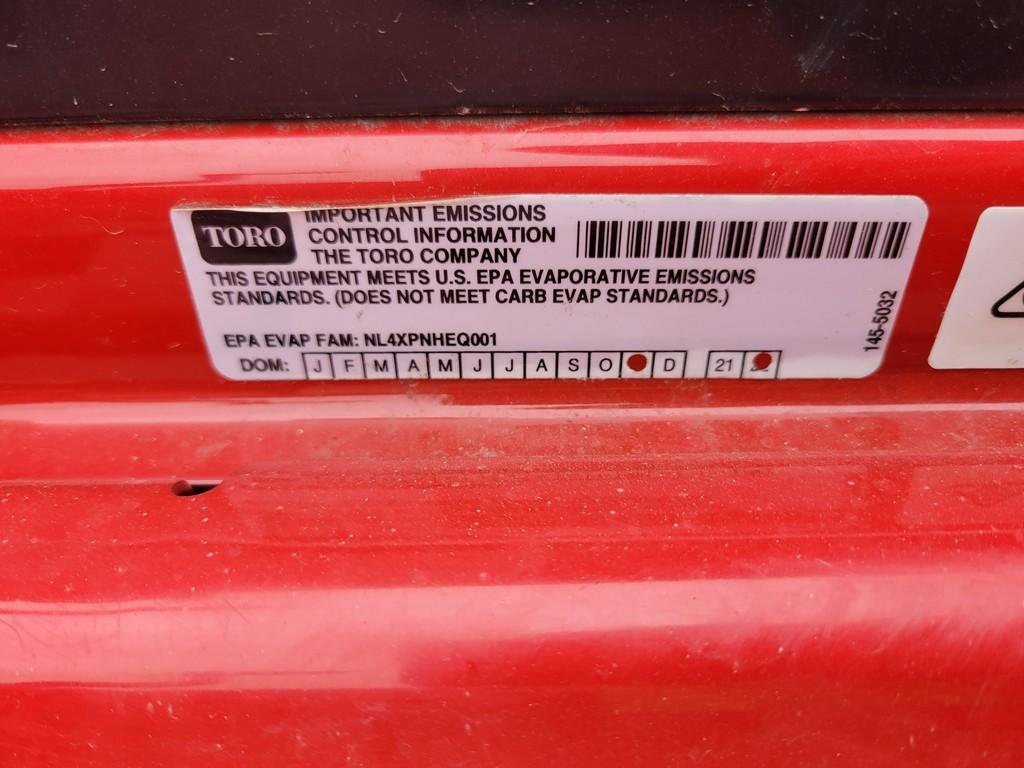 TORO
IMPORTANT EMISSIONS
CONTROL INFORMATION
THE TORO COMPANY
THIS EQUIPMENT MEETS U.S. EPA EVAPORATIVE EMISSIONS
STANDARDS. (DOES NOT MEET CARB EVAP STANDARDS.)
EPA EVAP FAM: NL4XPNHEQ001
DOM: J F M A M J J A S O D 21
145-5032